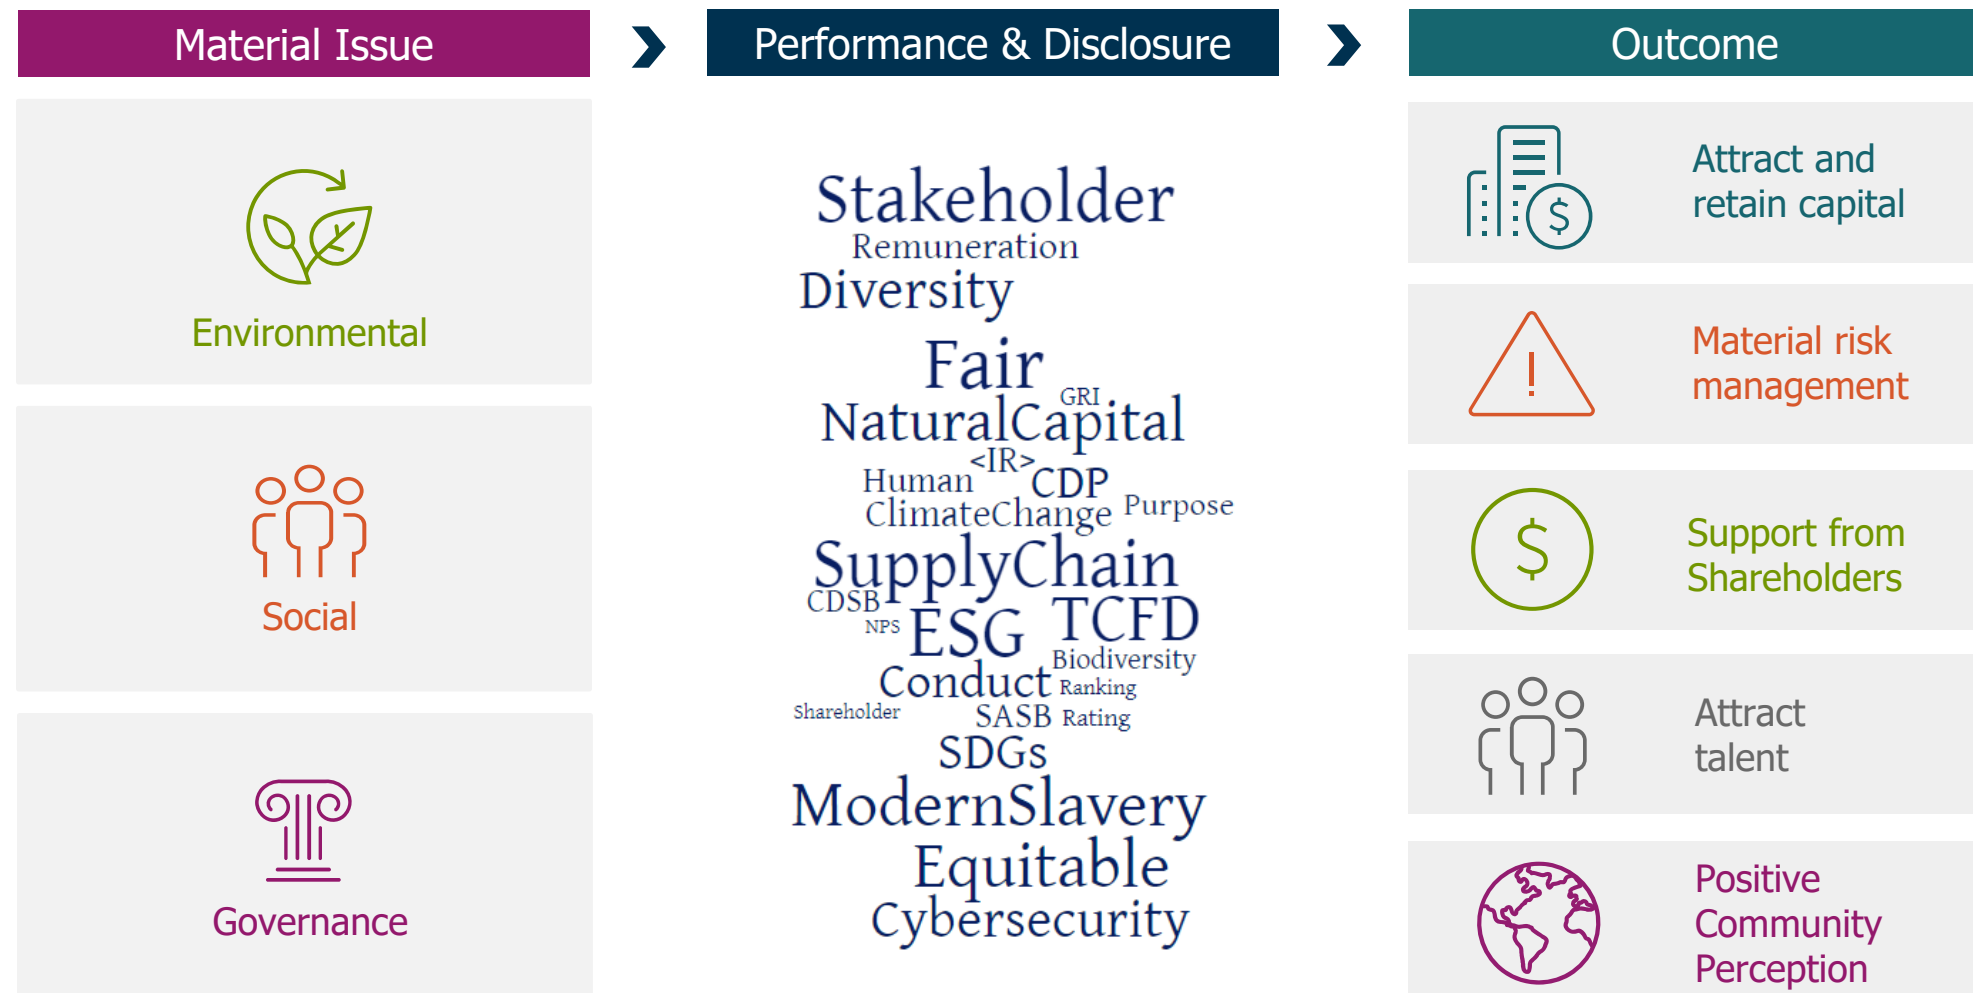 Material Issue
Performance & Disclosure
Outcome
Environmental
Social
Governance
Stakeholder
Remuneration
Diversity
Fair
GRI
NaturalCapital
<IR>
Human
CDP
ClimateChange
Purpose
SupplyChain
CDSB
NPS
ESG
TCFD
Biodiversity
Conduct
Ranking
Shareholder
SASB
Rating
SDGs
ModernSlavery
Equitable
Cybersecurity
Attract and
retain capital
Material risk
management
Support from
Shareholders
Attract
talent
Positive
Community
Perception